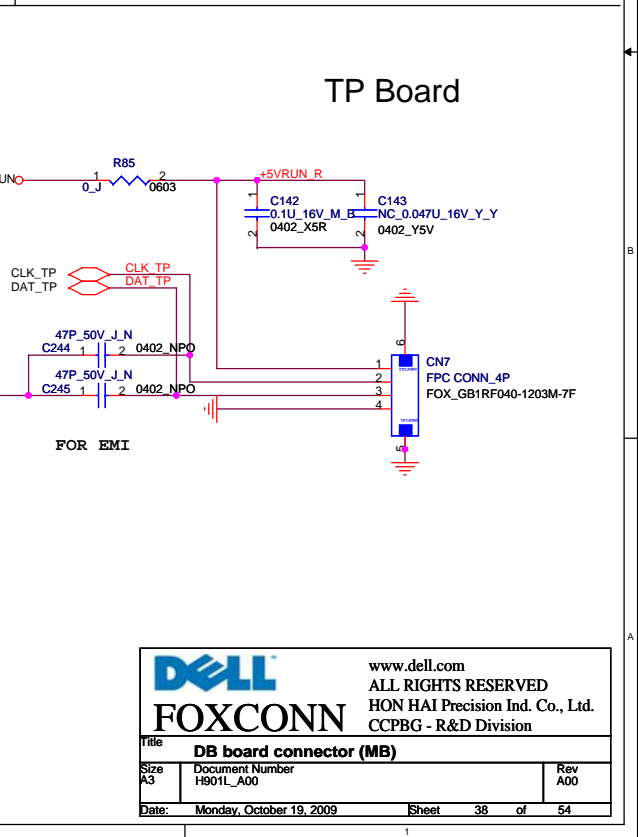 TP Board
R85
UN
1
2
+5VRUN_R
0_J
0603
1
C142
0.1U_16V_M_B
0402_X5R
2
1
C143
NC_0.047U_16V_Y_Y
0402_Y5V
2
B
CLK_TP
CLK_TP
DAT_TP
DAT_TP
47P_50V_J_N
C244
1
2
0402_NPO
47P_50V_J_N
C245
1
2
0402_NPO
FOR EMI
6
1
2
3
4
5
CN7
FPC CONN_4P
FOX_GB1RF040-1203M-7F
A
DELL
FOXCONN
www.dell.com
ALL RIGHTS RESERVED
HON HAI Precision Ind. Co., Ltd.
CCPBG - R&D Division
Title
DB board connector (MB)
Size
A3
Document Number
H901L_A00
Rev
A00
Date:
Monday, October 19, 2009
Sheet
38
of
54
1